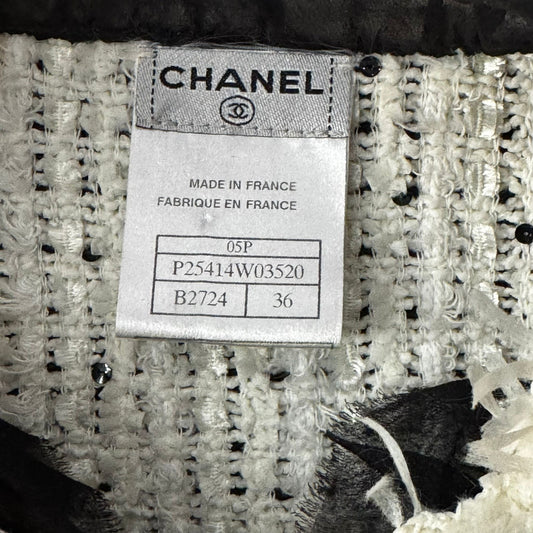 CHANEL
MADE IN FRANCE
FABRIQUE EN FRANCE
05P
P25414W03520
B2724 36